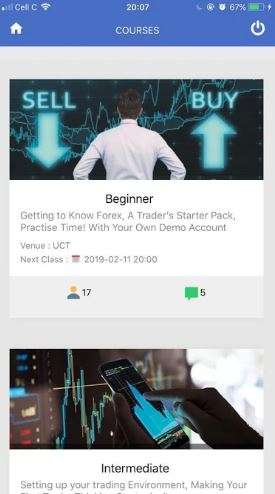 Cell C 20:07 67%
COURSES
SELL BUY
Beginner
Getting to Know Forex, A Trader's Starter Pack,
Practise Time! With Your Own Demo Account
Venue : UCT
Next Class : 2019-02-11 20:00
17 5
Intermediate
Setting up your trading Environment, Making Your